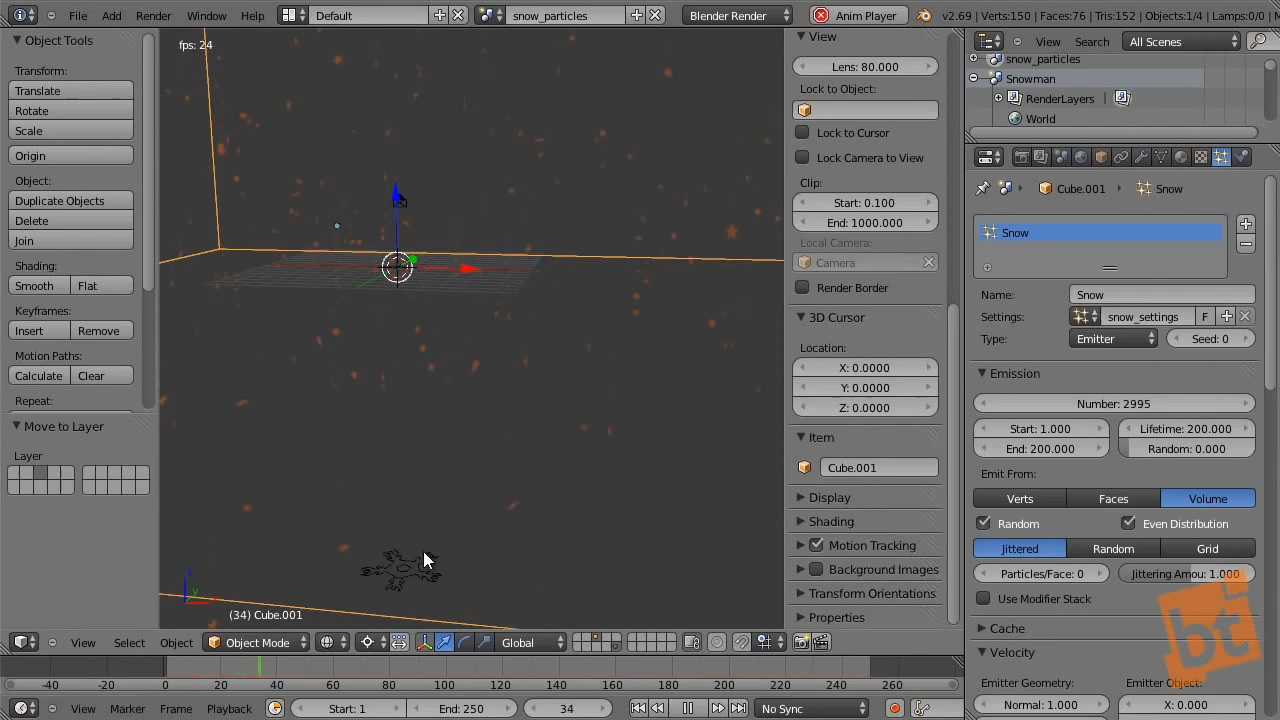 File Add Render Window Help Default snow_particles Blender Render Anim Player v2.69 | Verts:150 | Faces:76 | Tris:152 | Objects:1/4 | Lamps:0/0 |
Object Tools
Transform:
Translate
Rotate
Scale
Origin
Object:
Duplicate Objects
Delete
Join
Shading:
Smooth Flat
Keyframes:
Insert Remove
Motion Paths:
Calculate Clear
Repeat:
Move to Layer
Layer
fps: 24
(34) Cube.001
View
Lens: 80.000
Lock to Object:
Lock to Cursor
Lock Camera to View
Clip:
Start: 0.100
End: 1000.000
Local Camera:
Camera
Render Border
3D Cursor
Location:
X: 0.0000
Y: 0.0000
Z: 0.0000
Item
Cube.001
Display
Shading
Motion Tracking
Background Images
Transform Orientations
Properties
View Search All Scenes
snow_particles
Snowman
RenderLayers |
World
Cube.001 Snow
Snow
Name: Snow
Settings: snow_settings F
Type: Emitter Seed: 0
Emission
Number: 2995
Start: 1.000 Lifetime: 200.000
End: 200.000 Random: 0.000
Emit From:
Verts Faces Volume
Random Even Distribution
Jittered Random Grid
Particles/Face: 0 Jittering Amou: 1.000
Use Modifier Stack
Cache
Velocity
Emitter Geometry: Emitter Object:
Normal: 1.000 X: 0.000
bt
View Select Object Object Mode Global
-40 -20 0 20 40 60 80 100 120 140 160 180 200 220 240 260
View Marker Frame Playback Start: 1 End: 250 34 No Sync
z
y